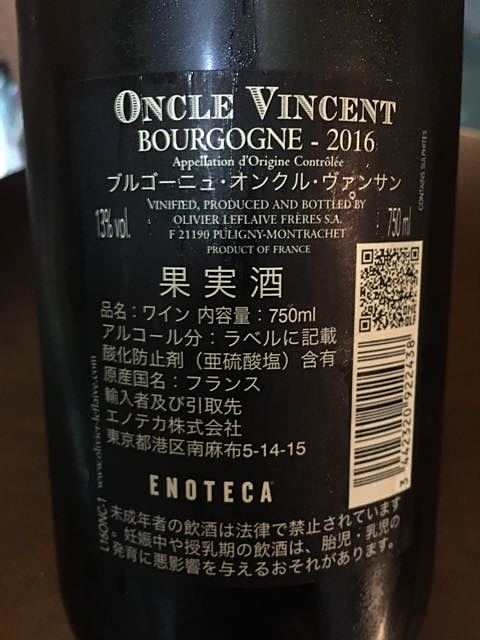 ONCLE VINCENT
BOURGOGNE - 2016
Appellation d'Origine Contrôlée
ブルゴーニュ・オンクル・ヴァンサン
VINIFIED, PRODUCED AND BOTTLED BY
OLIVIER LEFLAIVE FRÈRES S.A.
F 21190 PULIGNY-MONTRACHET
PRODUCT OF FRANCE
13% vol.
750 ml
CONTAINS SULPHITES
果実酒
品名：ワイン 内容量：750ml
アルコール分：ラベルに記載
酸化防止剤（亜硫酸塩）含有
原産国名：フランス
輸入者及び引取先
エノテカ株式会社
東京都港区南麻布5-14-15
ENOTECA
未成年者の飲酒は法律で禁止されています
。妊娠中や授乳期の飲酒は、胎児・乳児の
発育に悪影響を与えるおそれがあります。
www.olivier-leflaive.com
3 442320 922438